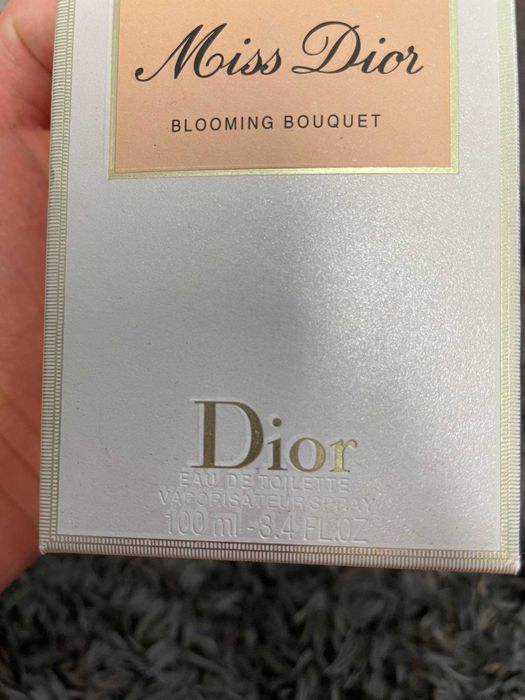 Miss Dior
BLOOMING BOUQUET
Dior
EAU DE TOILETTE
VAPORISATEUR SPRAY
100 ml - 3.4 FL.OZ